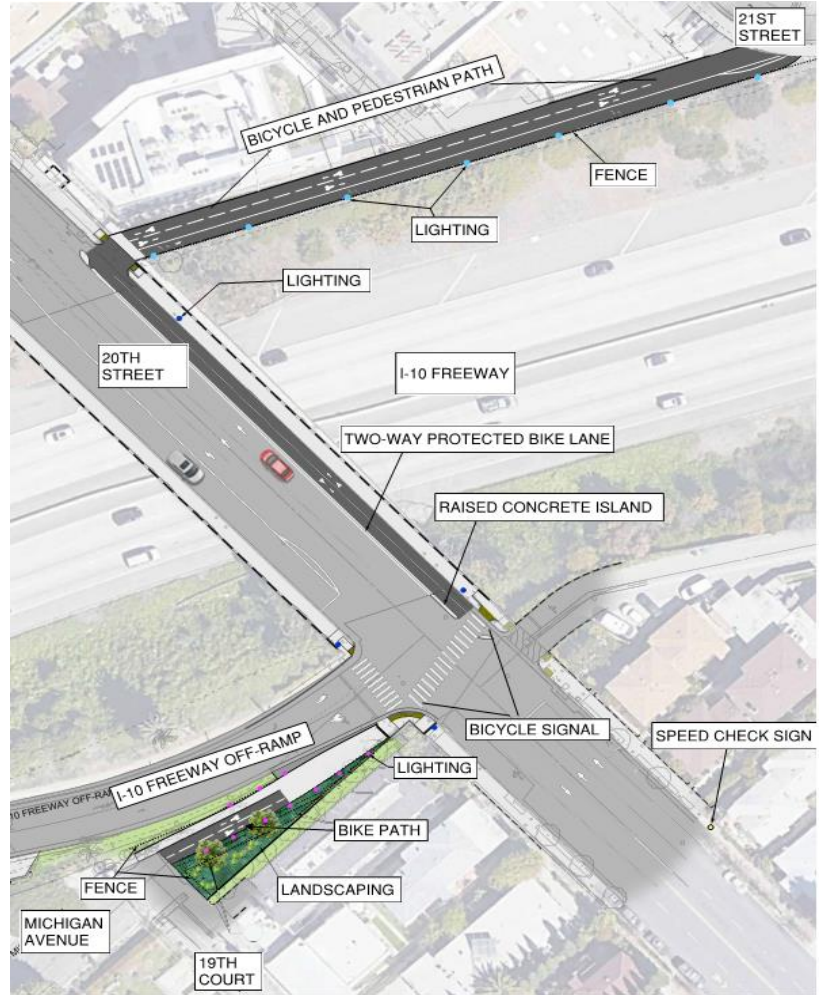 21ST
STREET
BICYCLE AND PEDESTRIAN PATH
FENCE
LIGHTING
LIGHTING
20TH
STREET
I-10 FREEWAY
TWO-WAY PROTECTED BIKE LANE
RAISED CONCRETE ISLAND
BICYCLE SIGNAL
SPEED CHECK SIGN
I-10 FREEWAY OFF-RAMP
LIGHTING
BIKE PATH
FENCE
LANDSCAPING
MICHIGAN
AVENUE
19TH
COURT